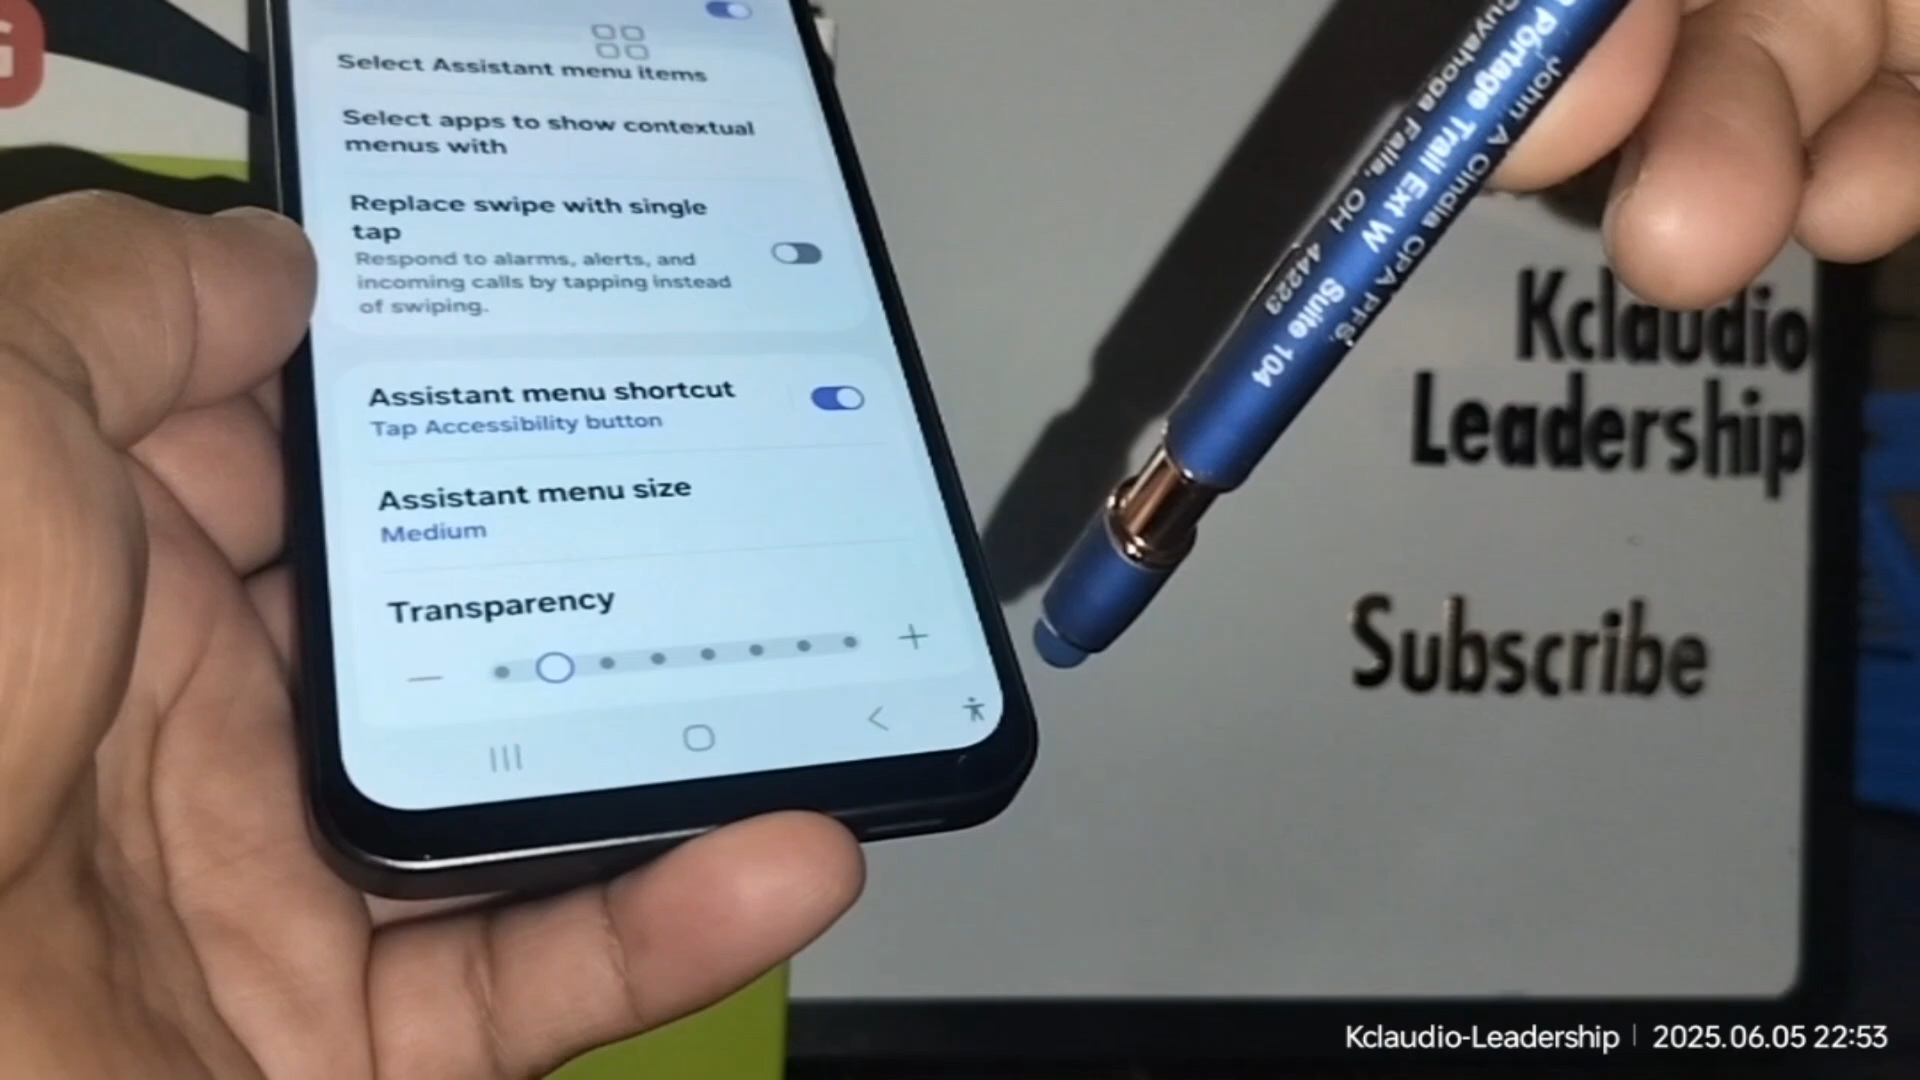 Select Assistant menu items
Select apps to show contextual
menus with
Replace swipe with single
tap
Respond to alarms, alerts, and
incoming calls by tapping instead
of swiping.
Assistant menu shortcut
Tap Accessibility button
Assistant menu size
Medium
Transparency
John A Cindia CPA PFS,
Portage Trail Ext W
Suite 104
Cuyahoga Falls, OH 44223
Kclaudio
Leadership
Subscribe
Kclaudio-Leadership | 2025.06.05 22:53